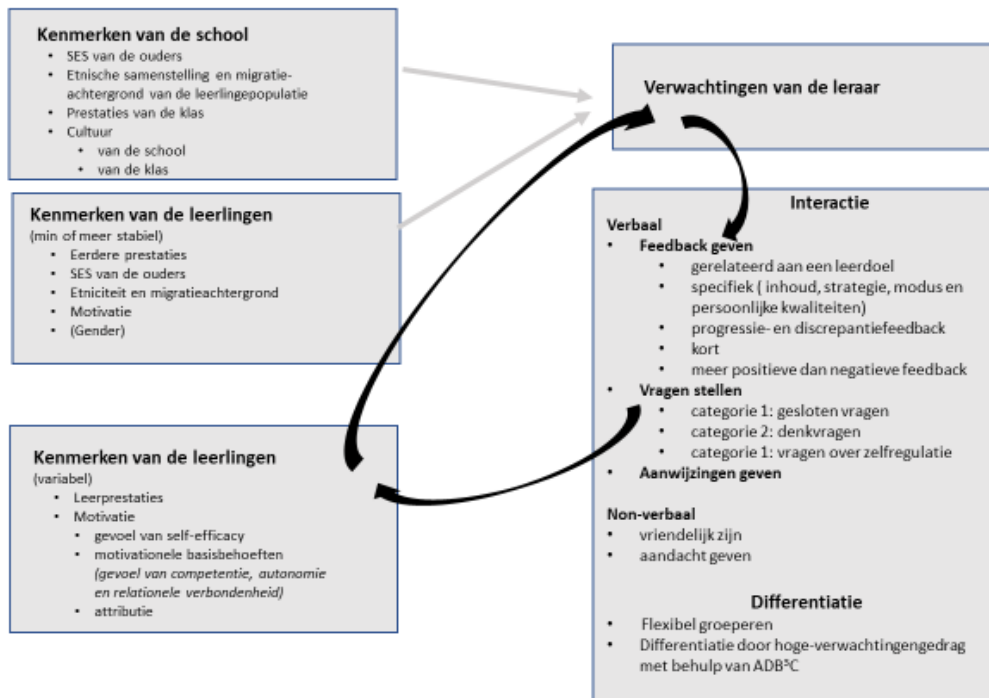 Kenmerken van de school
• SES van de ouders
• Etnische samenstelling en migratie-
achtergrond van de leerlingepopulatie
• Prestaties van de klas
• Cultuur
• van de school
• van de klas
Kenmerken van de leerlingen
(min of meer stabiel)
• Eerdere prestaties
• SES van de ouders
• Etniciteit en migratieachtergrond
• Motivatie
• (Gender)
Kenmerken van de leerlingen
(variabel)
• Leerprestaties
• Motivatie
• gevoel van self-efficacy
• motivationele basisbehoeften
(gevoel van competentie, autonomie
en relationele verbondenheid)
• attributie
Verwachtingen van de leraar
Interactie
Verbaal
• Feedback geven
• gerelateerd aan een leerdoel
• specifiek ( inhoud, strategie, modus en
persoonlijke kwaliteiten)
• progressie- en discrepantiefeedback
• kort
• meer positieve dan negatieve feedback
• Vragen stellen
• categorie 1: gesloten vragen
• categorie 2: denkvragen
• categorie 1: vragen over zelfregulatie
• Aanwijzingen geven
Non-verbaal
• vriendelijk zijn
• aandacht geven
Differentiatie
• Flexibel groeperen
• Differentiatie door hoge-verwachtingengedrag
met behulp van ADB⁵C